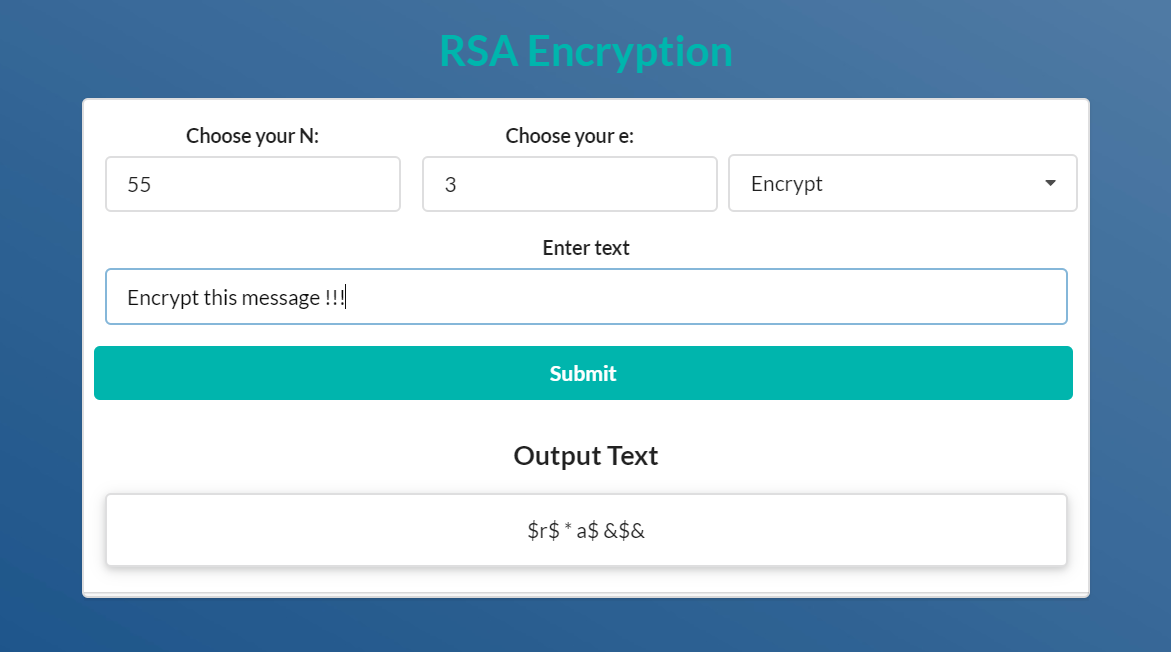 RSA Encryption
Choose your N: Choose your e:
55 3 Encrypt
Enter text
Encrypt this message !!!
Submit
Output Text
$r$ * a$ &$&